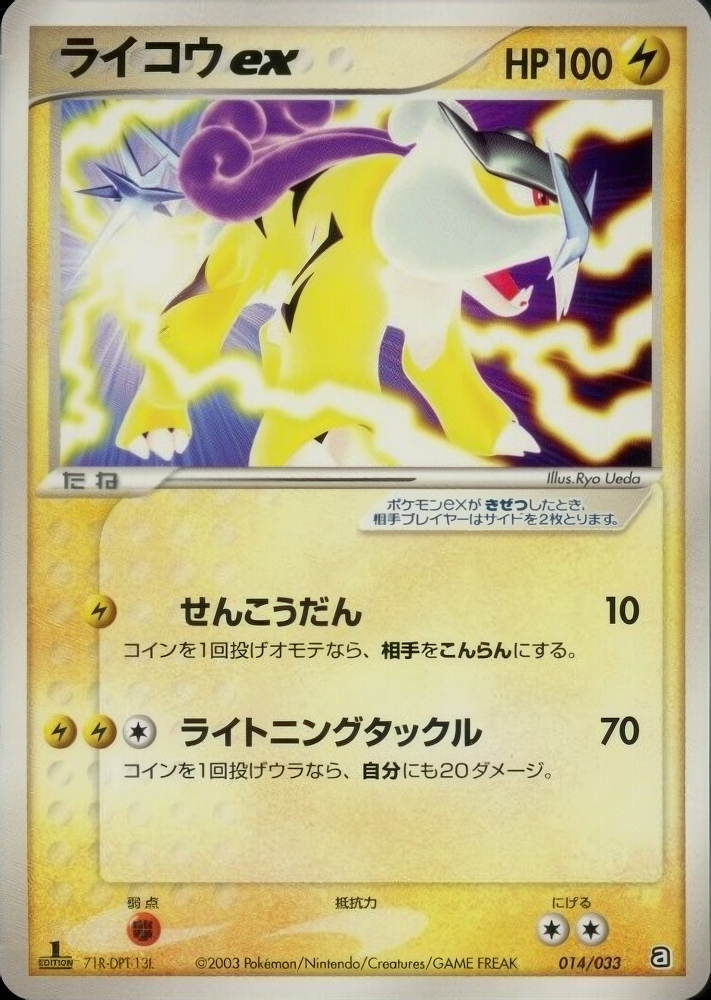 ライコウex HP100
たね
Illus.Ryo Ueda
ポケモンexが きぜつしたとき、
相手プレイヤーはサイドを2枚とります。
せんこうだん 10
コインを1回投げオモテなら、相手をこんらんにする。
ライトニングタックル 70
コインを1回投げウラなら、自分にも20ダメージ。
弱点 抵抗力 にげる
1 EDITION 71R-DPT-13L ©2003 Pokémon/Nintendo/Creatures/GAME FREAK 014/033 a